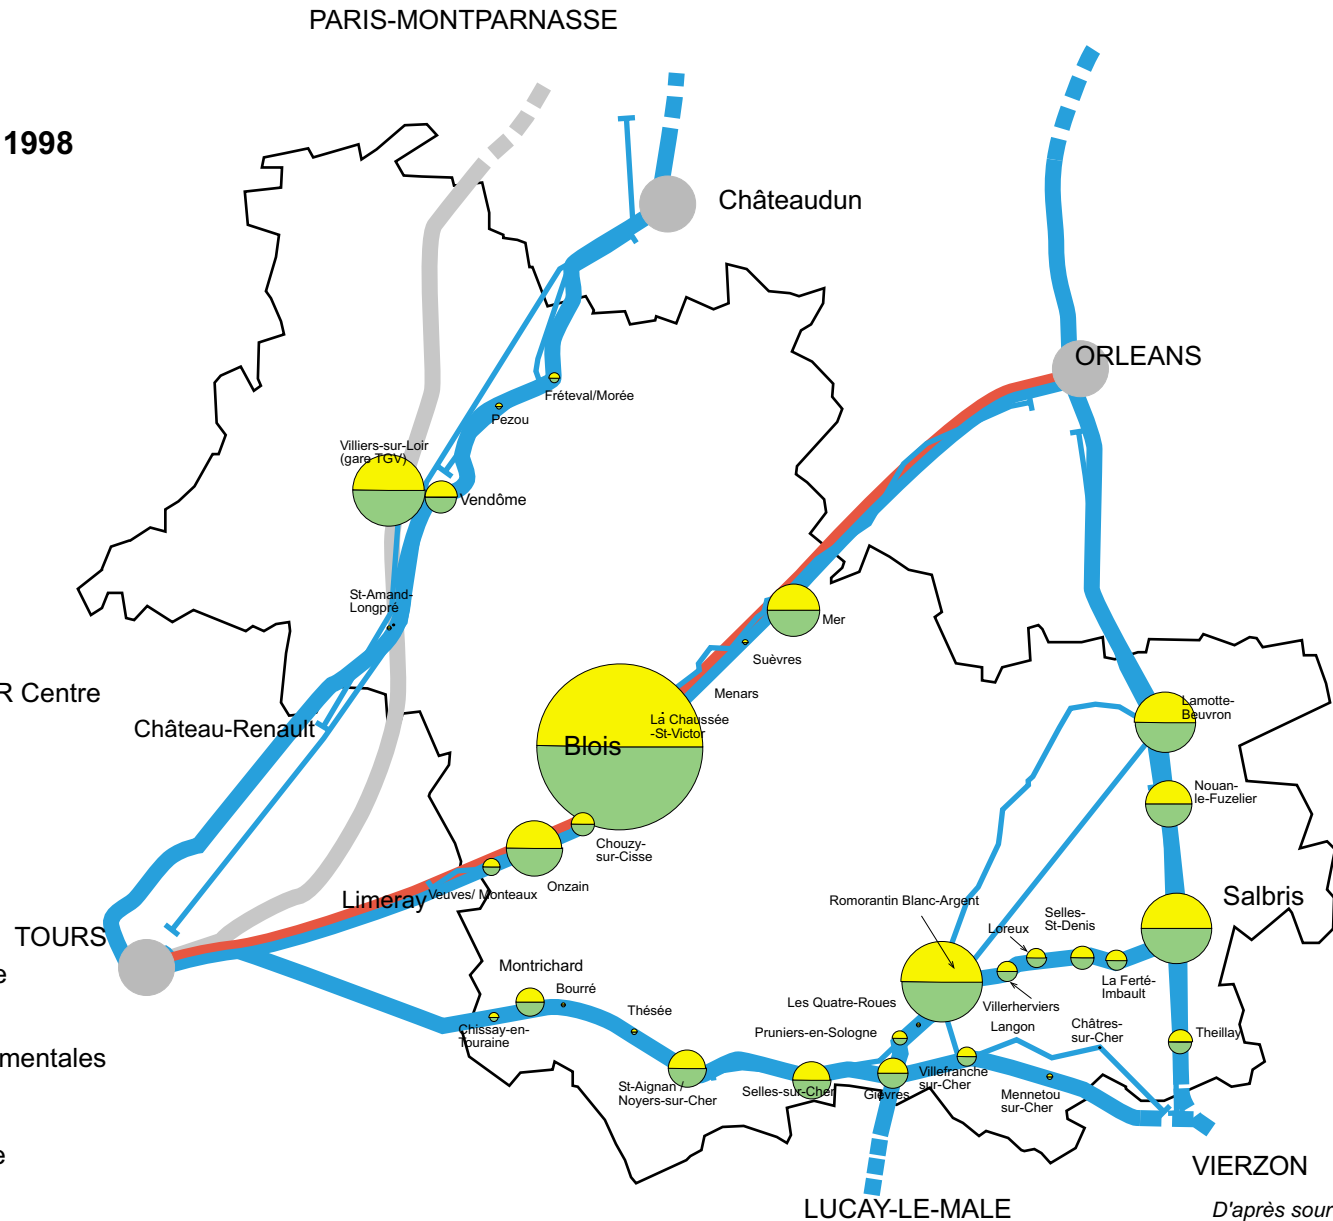 PARIS-MONTPARNASSE
1998
Châteaudun
ORLEANS
Fréteval/Morée
Pezou
Villiers-sur-Loir
(gare TGV)
Vendôme
St-Amand-
Longpré
Mer
Suèvres
R Centre
Menars
Château-Renault
La Chaussée
-St-Victor
Blois
Lamotte-
Beuvron
Nouan-
le-Fuzelier
Chouzy-
sur-Cisse
Onzain
Veuves/ Monteaux
Limeray
Salbris
Romorantin Blanc-Argent
Selles-
St-Denis
Loreux
TOURS
e
Montrichard
Bourré
La Ferté-
Imbault
Villerherviers
Les Quatre-Roues
Thésée
Langon
Châtres-
sur-Cher
Pruniers-en-Sologne
Chissay-en-
Touraine
Theillay
mentales
St-Aignan /
Noyers-sur-Cher
Selles-sur-Cher
Gièvres
Villefranche
sur-Cher
Mennetou
sur-Cher
e
VIERZON
LUCAY-LE-MALE
D'après sour